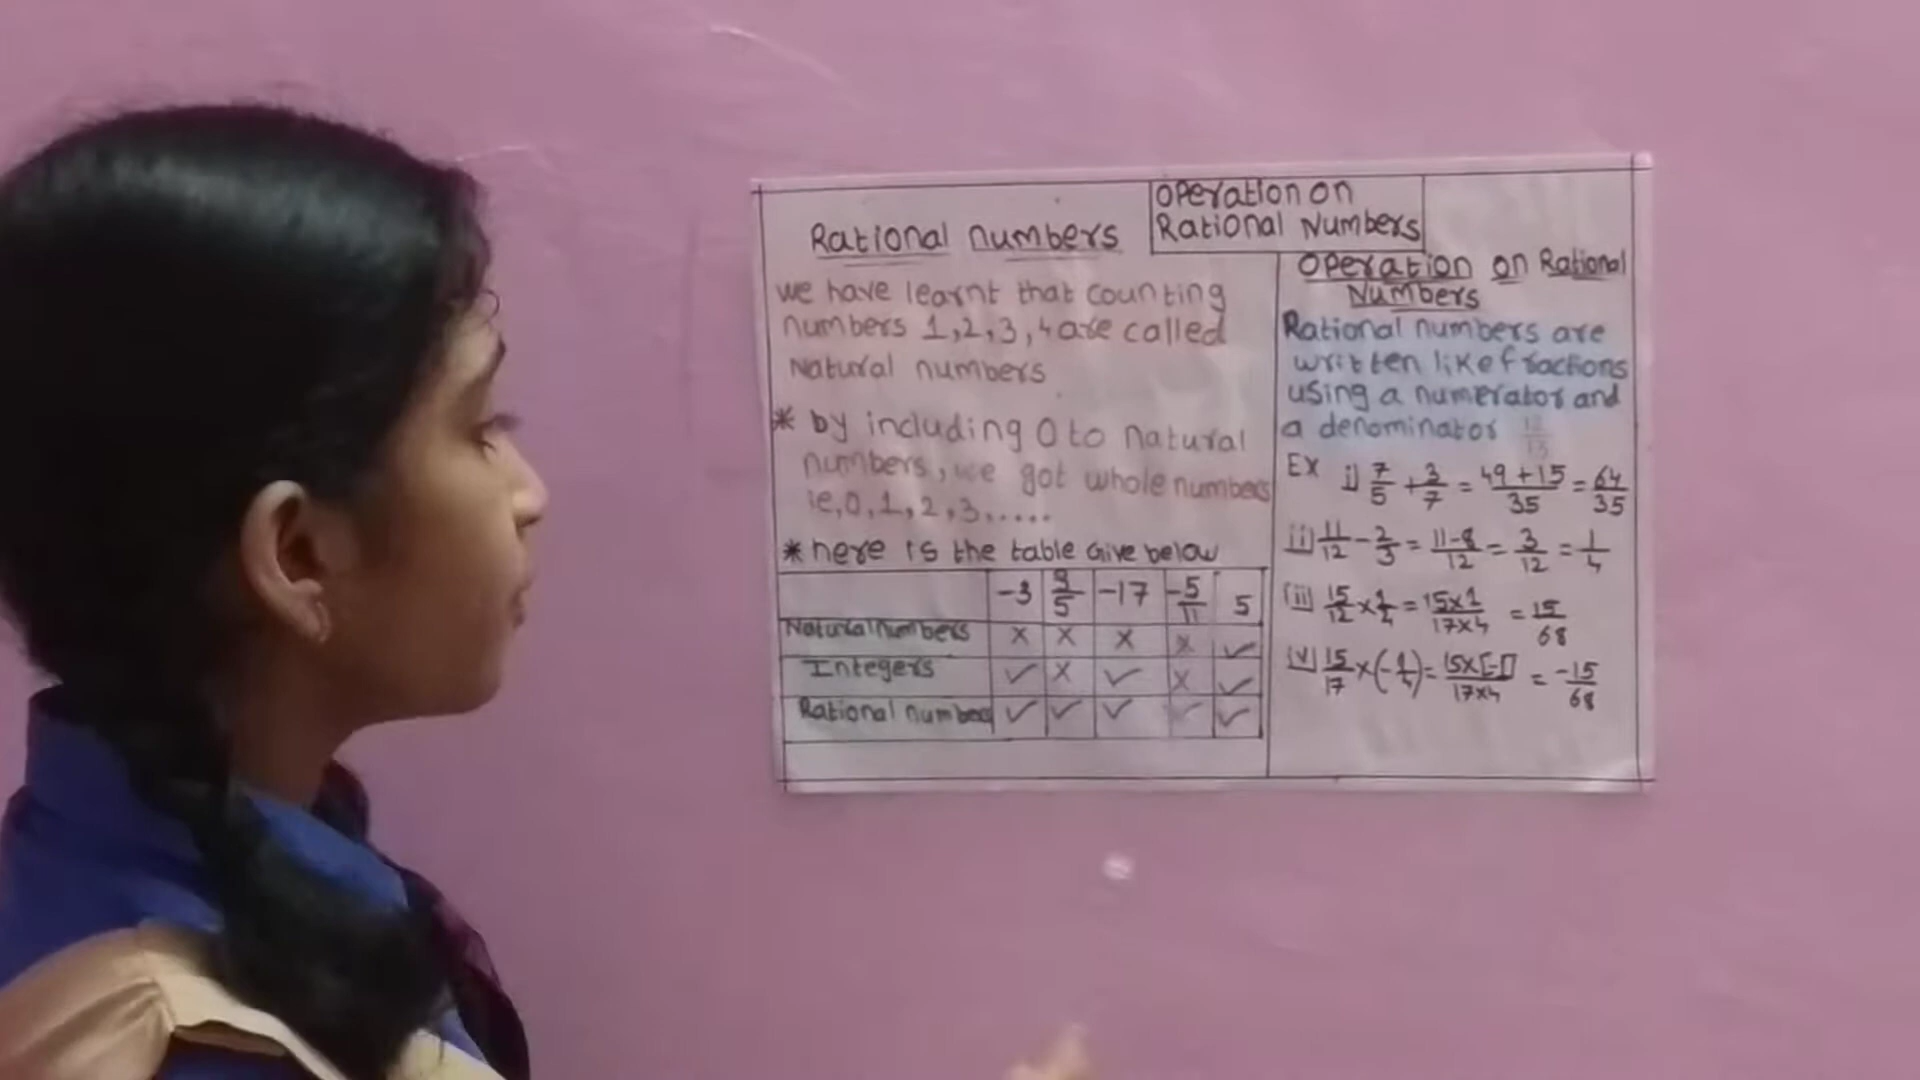 Operation on
Rational Numbers
Rational numbers
we have learnt that counting
numbers 1,2,3,4 are called
Natural numbers
* by including 0 to natural
numbers, we got whole numbers
ie,0,1,2,3,.....
* here is the table Give below
-3 9/5 -17 -5/11 5
Natural numbers × × × × ✓
Integers ✓ × ✓ × ✓
Rational number ✓ ✓ ✓ ✓ ✓
Operation on Rational
Numbers
Rational numbers are
written like fractions
using a numerator and
a denominator
Ex i) 7/5 + 3/7 = 49+15/35 = 64/35
ii) 11/12 - 2/3 = 11-8/12 = 3/12 = 1/4
iii) 15/12 × 1/4 = 15×1/17×4 = 15/68
iv) 15/17 × (-1/4) = 15×[-1]/17×4 = -15/68